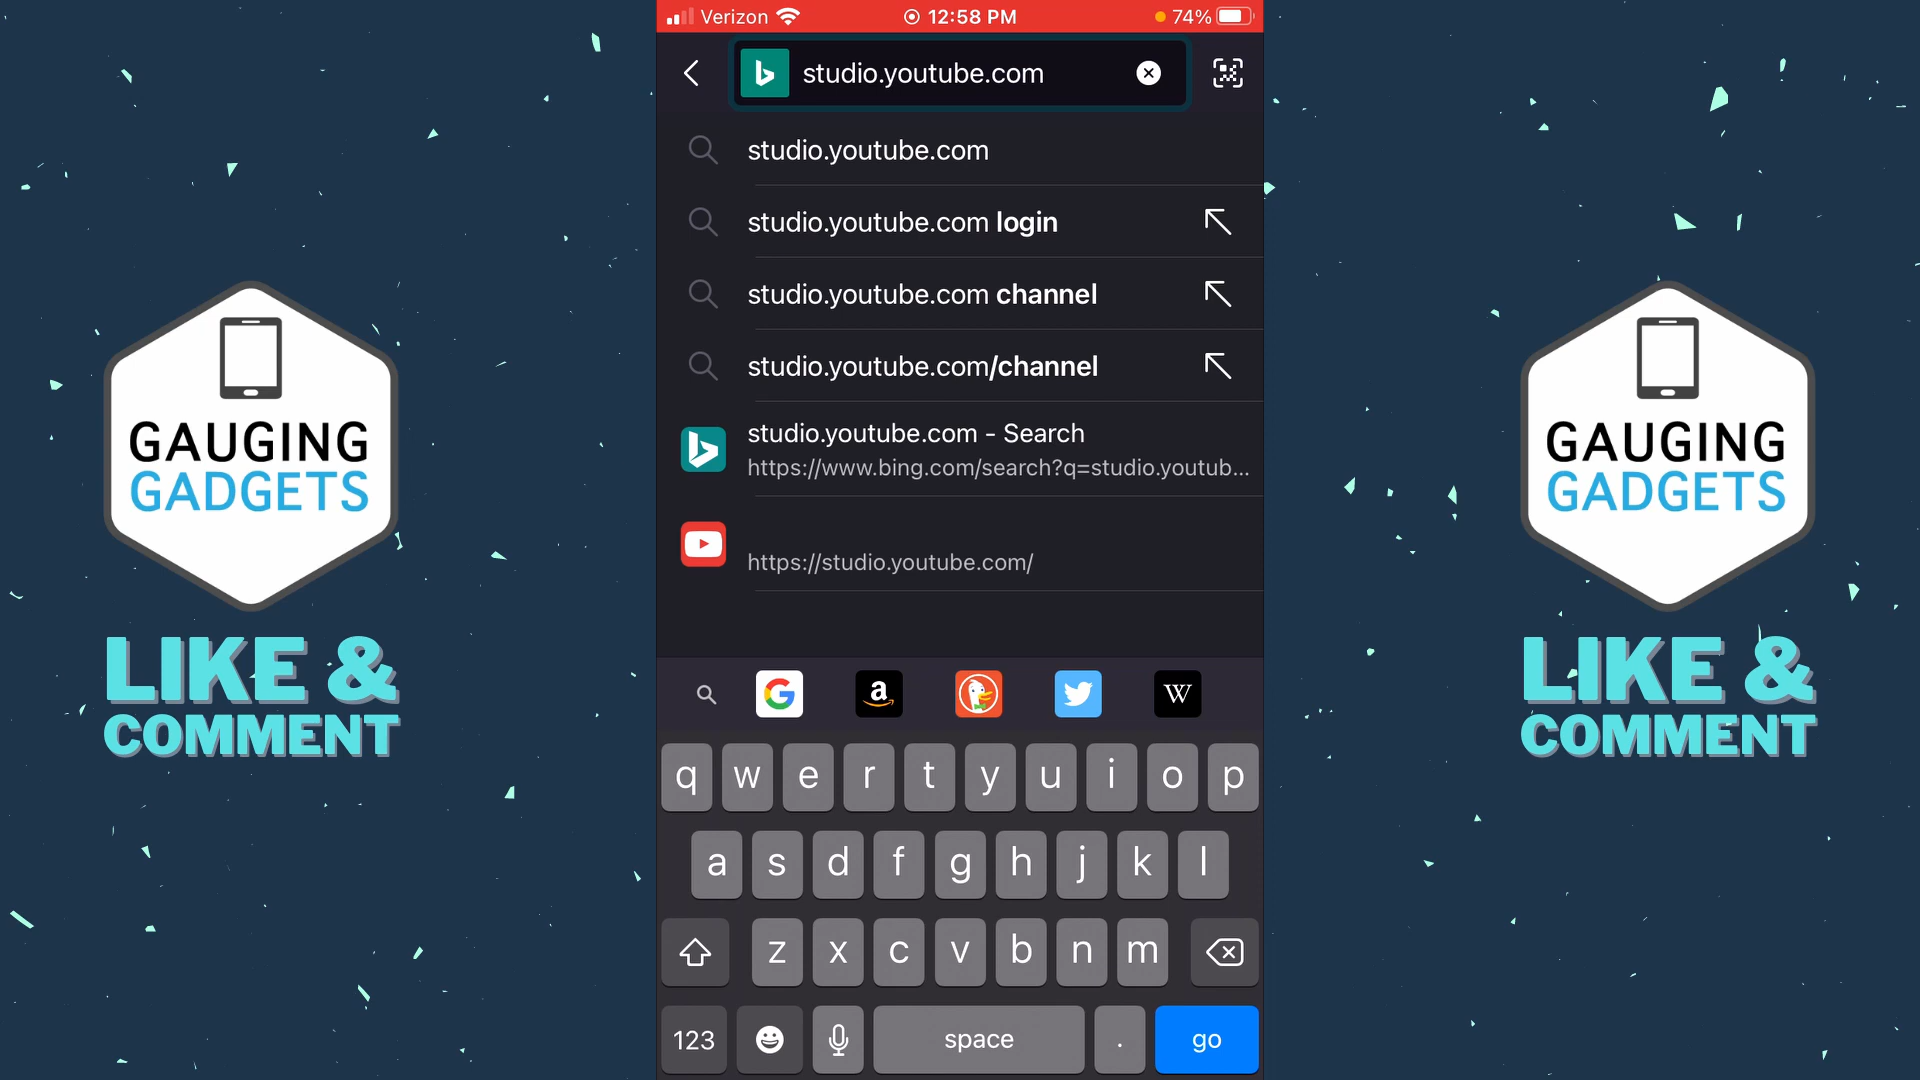 Verizon 12:58 PM 74%
studio.youtube.com
studio.youtube.com
studio.youtube.com login
studio.youtube.com channel
studio.youtube.com/channel
studio.youtube.com - Search
https://www.bing.com/search?q=studio.youtub...
https://studio.youtube.com/
G a W
q w e r t y u i o p
a s d f g h j k l
z x c v b n m
123 space . go
GAUGING
GADGETS
LIKE &
COMMENT
GAUGING
GADGETS
LIKE &
COMMENT